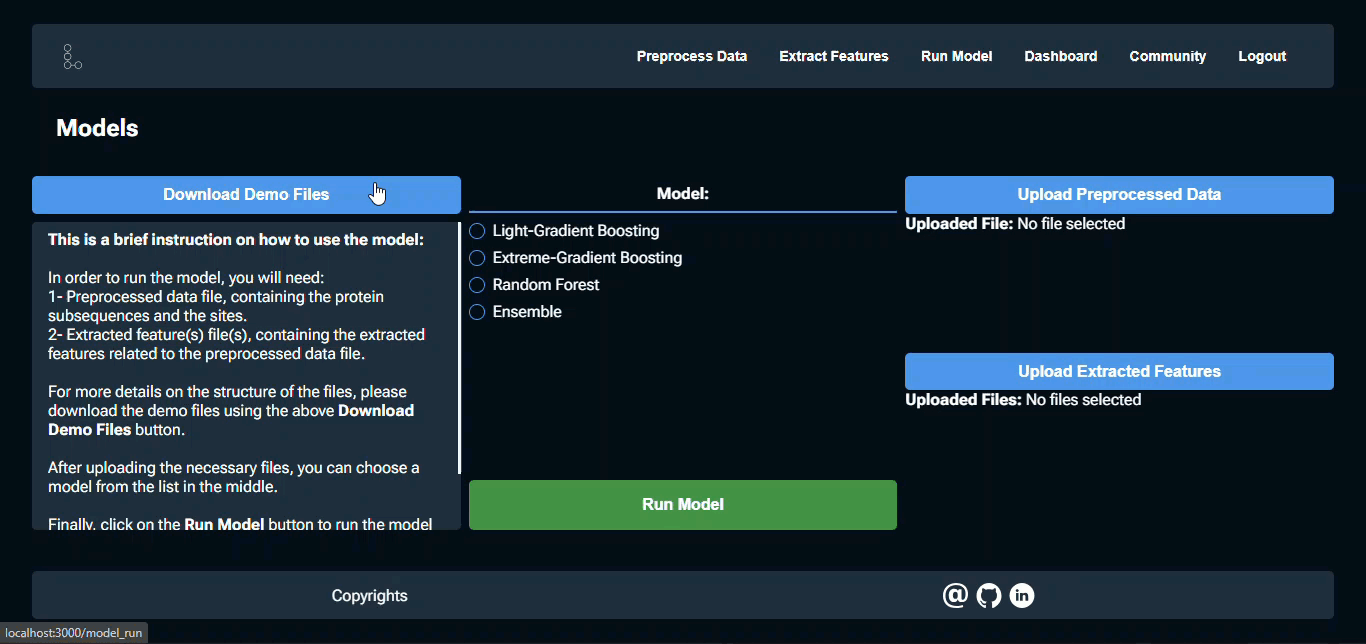 Preprocess Data Extract Features Run Model Dashboard Community Logout
Models
Download Demo Files
This is a brief instruction on how to use the model:
In order to run the model, you will need:
1- Preprocessed data file, containing the protein
subsequences and the sites.
2- Extracted feature(s) file(s), containing the extracted
features related to the preprocessed data file.
For more details on the structure of the files, please
download the demo files using the above Download
Demo Files button.
After uploading the necessary files, you can choose a
model from the list in the middle.
Finally, click on the Run Model button to run the model
Model:
Light-Gradient Boosting
Extreme-Gradient Boosting
Random Forest
Ensemble
Run Model
Upload Preprocessed Data
Uploaded File: No file selected
Upload Extracted Features
Uploaded Files: No files selected
Copyrights
@ in
localhost:3000/model_run